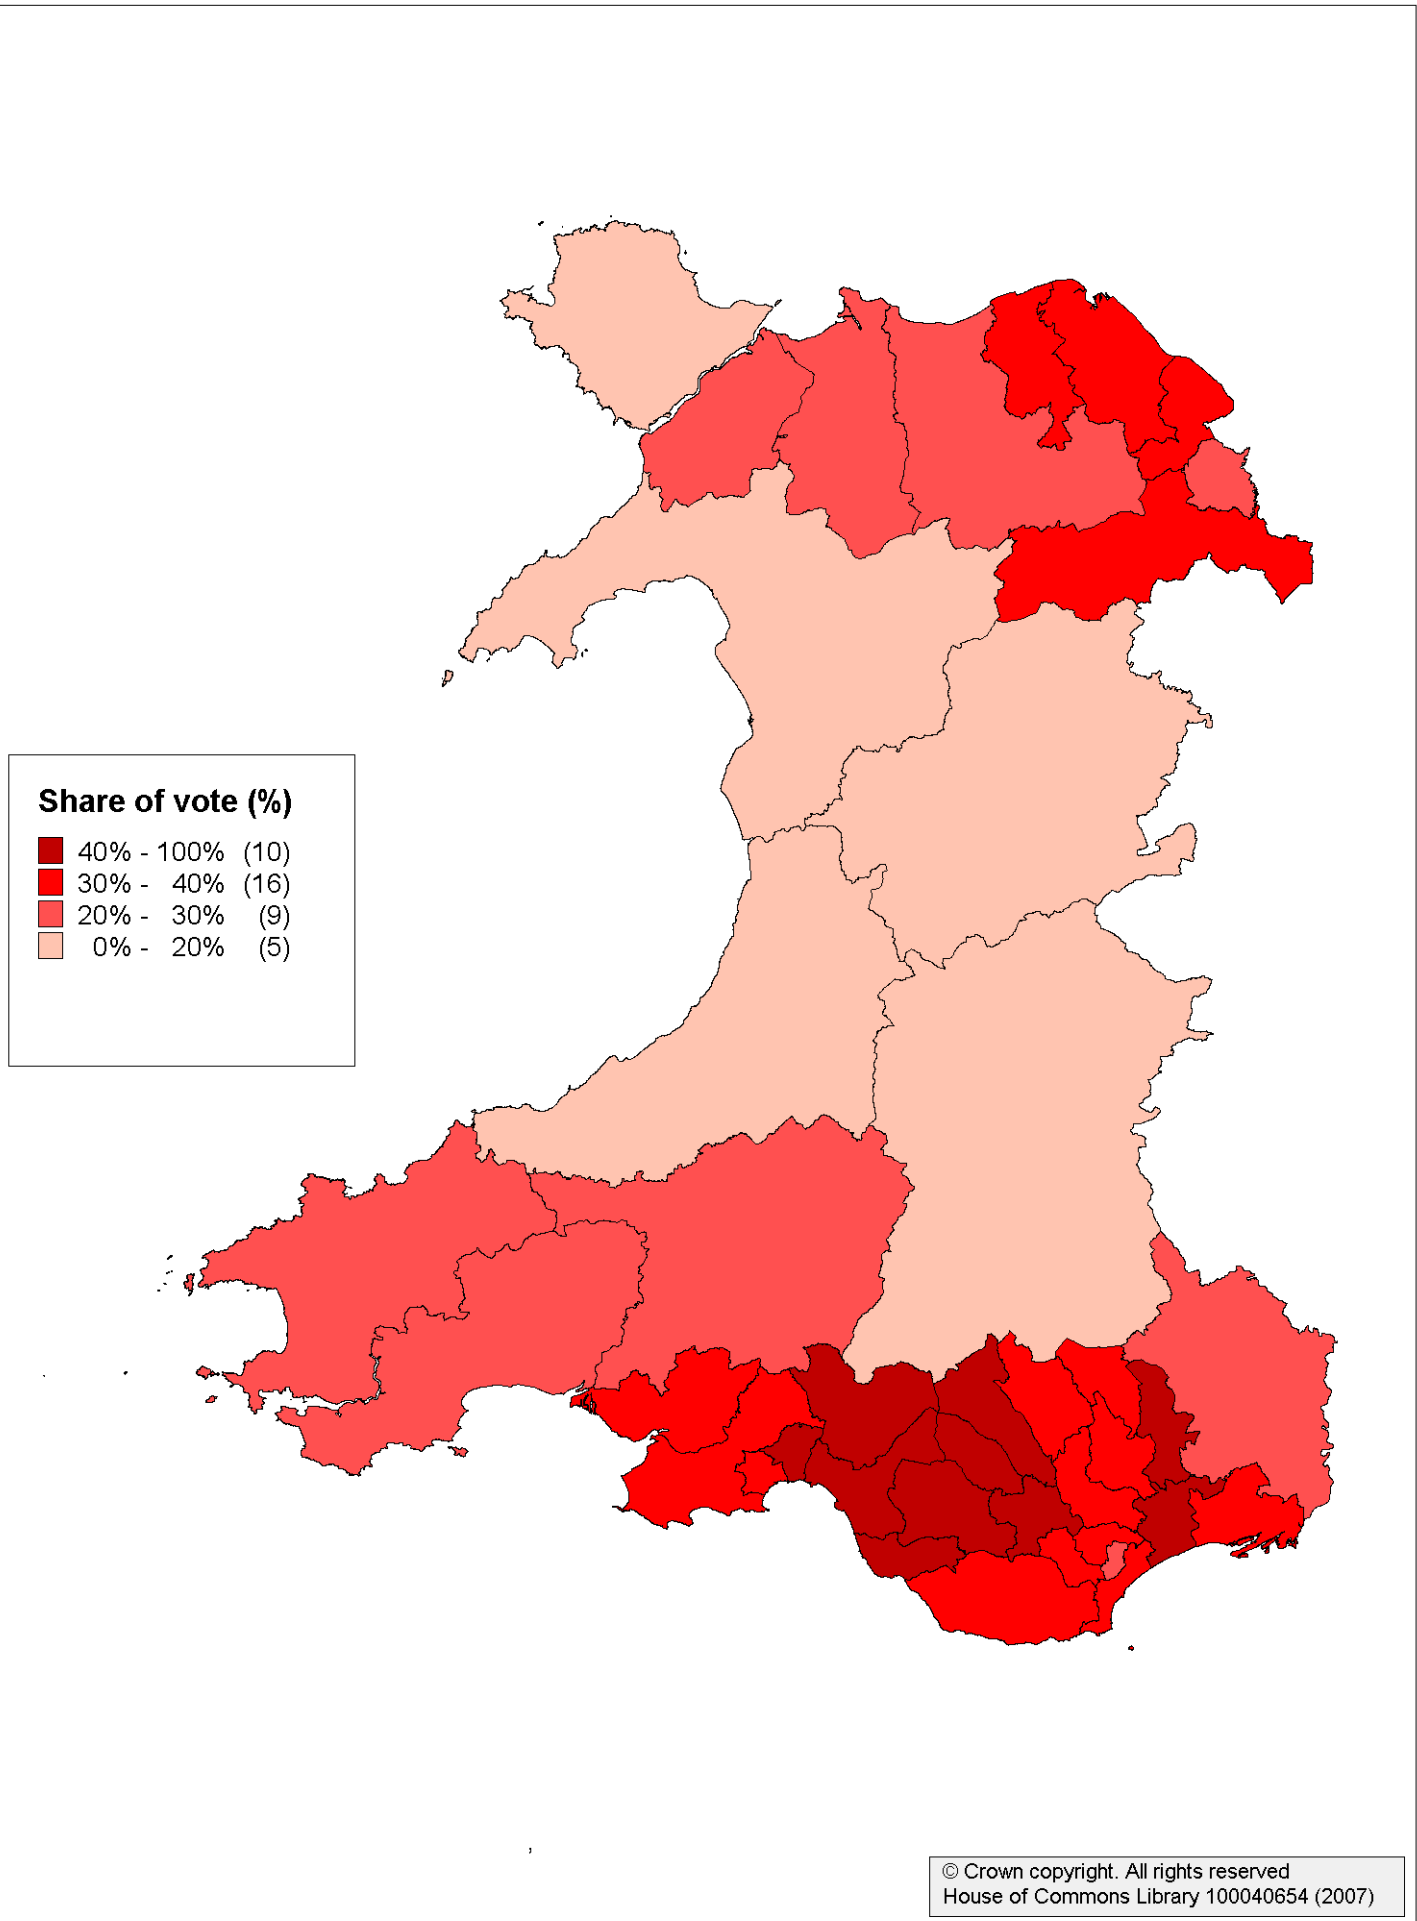 Share of vote (%)
40% - 100% (10)
30% - 40% (16)
20% - 30% (9)
0% - 20% (5)
© Crown copyright. All rights reserved
House of Commons Library 100040654 (2007)